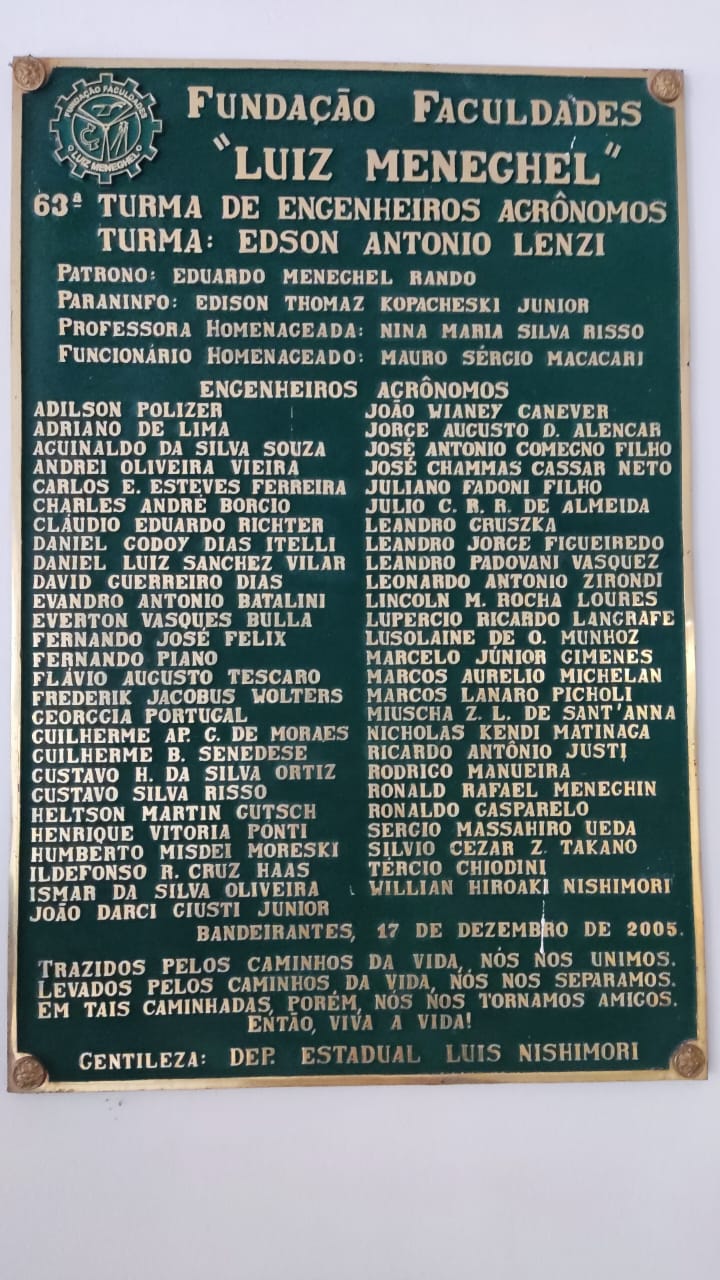 FUNDAÇÃO FACULDADES
LUIZ MENEGHEL
FUNDAÇÃO FACULDADES
"LUIZ MENEGHEL"
63ª TURMA DE ENGENHEIROS AGRÔNOMOS
TURMA: EDSON ANTONIO LENZI
PATRONO: EDUARDO MENEGHEL RANDO
PARANINFO: EDISON THOMAZ KOPACHESKI JUNIOR
PROFESSORA HOMENAGEADA: NINA MARIA SILVA RISSO
FUNCIONÁRIO HOMENAGEADO: MAURO SÉRGIO MACACARI
ENGENHEIROS AGRÔNOMOS
ADILSON POLIZER
ADRIANO DE LIMA
AGUINALDO DA SILVA SOUZA
ANDREI OLIVEIRA VIEIRA
CARLOS E. ESTEVES FERREIRA
CHARLES ANDRÉ BORGIO
CLÁUDIO EDUARDO RICHTER
DANIEL GODOY DIAS ITELLI
DANIEL LUIZ SANCHEZ VILAR
DAVID GUERREIRO DIAS
EVANDRO ANTONIO BATALINI
EVERTON VASQUES BULLA
FERNANDO JOSÉ FELIX
FERNANDO PIANO
FLÁVIO AUGUSTO TESCARO
FREDERIK JACOBUS WOLTERS
GEORGGIA PORTUGAL
GUILHERME AP. G. DE MORAES
GUILHERME B. SENEDESE
GUSTAVO H. DA SILVA ORTIZ
GUSTAVO SILVA RISSO
HELTSON MARTIN GUTSCH
HENRIQUE VITORIA PONTI
HUMBERTO MISDEI MORESKI
ILDEFONSO R. CRUZ HAAS
ISMAR DA SILVA OLIVEIRA
JOÃO DARCI GIUSTI JUNIOR
JOÃO WIANEY CANEVER
JORGE AUGUSTO D. ALENCAR
JOSÉ ANTONIO COMEGNO FILHO
JOSÉ CHAMMAS CASSAR NETO
JULIANO FADONI FILHO
JULIO C. R. R. DE ALMEIDA
LEANDRO GRUSZKA
LEANDRO JORGE FIGUEIREDO
LEANDRO PADOVANI VASQUEZ
LEONARDO ANTONIO ZIRONDI
LINCOLN M. ROCHA LOURES
LUPERCIO RICARDO LANGRAFE
LUSOLAINE DE O. MUNHOZ
MARCELO JÚNIOR GIMENES
MARCOS AURELIO MICHELAN
MARCOS LANARO PICHOLI
MIUSCHA Z. L. DE SANT'ANNA
NICHOLAS KENDI MATINAGA
RICARDO ANTÔNIO JUSTI
RODRIGO MANUEIRA
RONALD RAFAEL MENEGHIN
RONALDO GASPARELO
SERGIO MASSAHIRO UEDA
SILVIO CEZAR Z. TAKANO
TÉRCIO CHIODINI
WILLIAN HIROAKI NISHIMORI
BANDEIRANTES, 17 DE DEZEMBRO DE 2005.
TRAZIDOS PELOS CAMINHOS DA VIDA, NÓS NOS UNIMOS.
LEVADOS PELOS CAMINHOS DA VIDA, NÓS NOS SEPARAMOS.
EM TAIS CAMINHADAS, PORÉM, NÓS NOS TORNAMOS AMIGOS.
ENTÃO, VIVA A VIDA!
GENTILEZA: DEP. ESTADUAL LUIS NISHIMORI